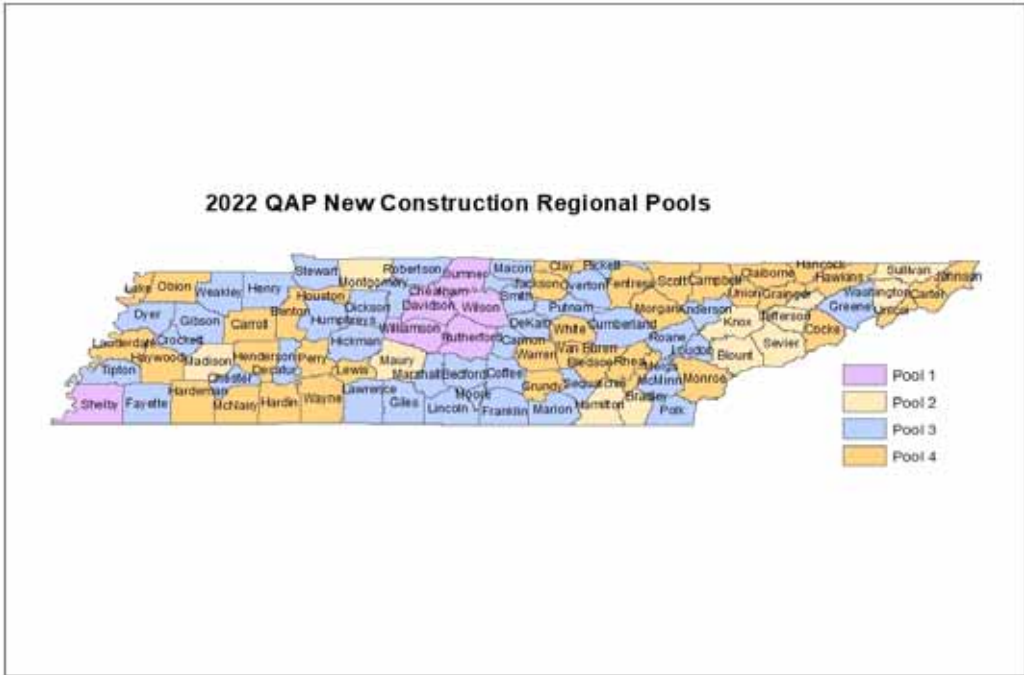 2022 QAP New Construction Regional Pools
Stewart
Montgomery
Robertson
Sumner
Macon
Clay
Pickett
Lake
Obion
Weakley
Henry
Houston
Dickson
Cheatham
Davidson
Wilson
Smith
Jackson
Overton
Fentress
Scott
Campbell
Claiborne
Hancock
Hawkins
Sullivan
Johnson
Dyer
Gibson
Carroll
Benton
Humphreys
Williamson
Rutherford
DeKalb
Putnam
Cumberland
Morgan
Anderson
Union
Grainger
Washington
Carter
Greene
Unicoi
Lauderdale
Crockett
Haywood
Madison
Henderson
Decatur
Perry
Hickman
Lewis
Maury
Cannon
Warren
White
Van Buren
Bledsoe
Rhea
Roane
Loudon
Knox
Jefferson
Cocke
Sevier
Blount
Tipton
Chester
Marshall
Bedford
Coffee
Grundy
Sequatchie
Meigs
McMinn
Monroe
Shelby
Fayette
Hardeman
McNairy
Hardin
Wayne
Lawrence
Giles
Lincoln
Moore
Franklin
Marion
Hamilton
Bradley
Polk
Pool 1
Pool 2
Pool 3
Pool 4